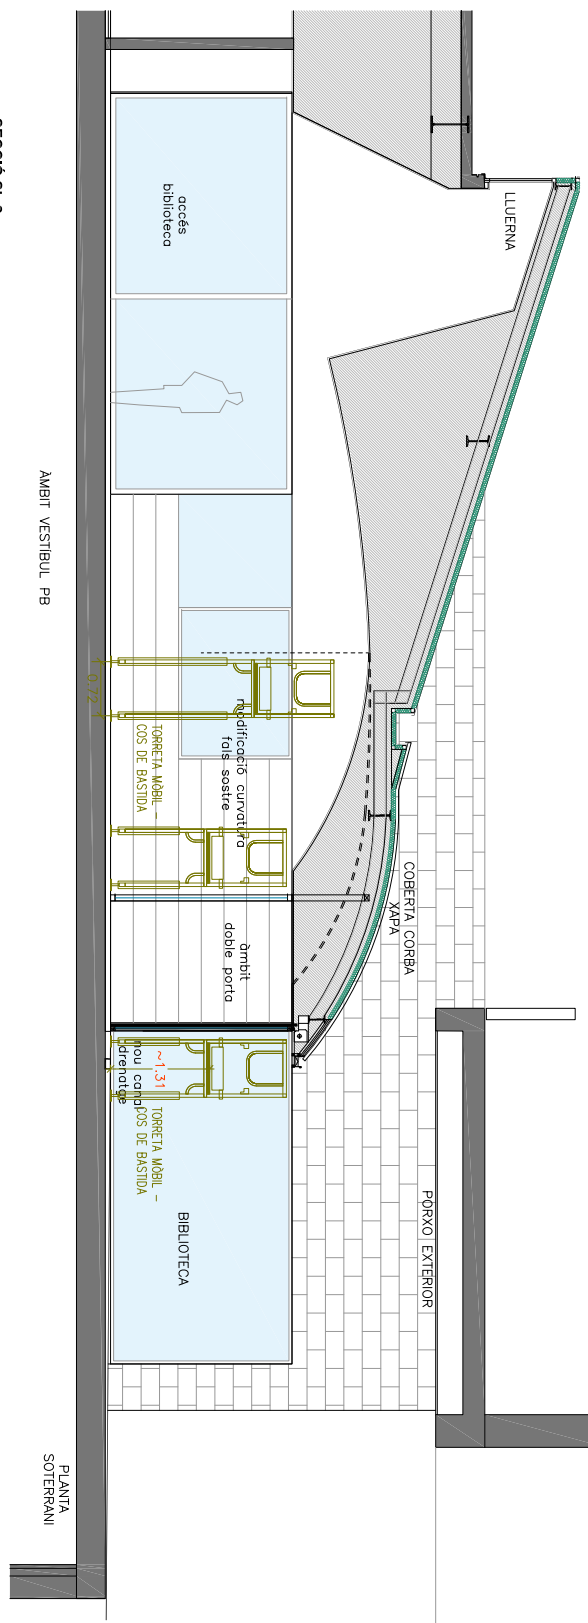 LLUERNA
accés
biblioteca
ÀMBIT VESTÍBUL PB
0.72
TORRETA MÒBIL -
COS DE BASTIDA
modificació curvatura
fals sostre
COBERTA CORBA
XAPA
àmbit
doble porta
nou canal
drenatge
~1.31
TORRETA MÒBIL -
COS DE BASTIDA
BIBLIOTECA
PORXO EXTERIOR
PLANTA
SOTERRANI